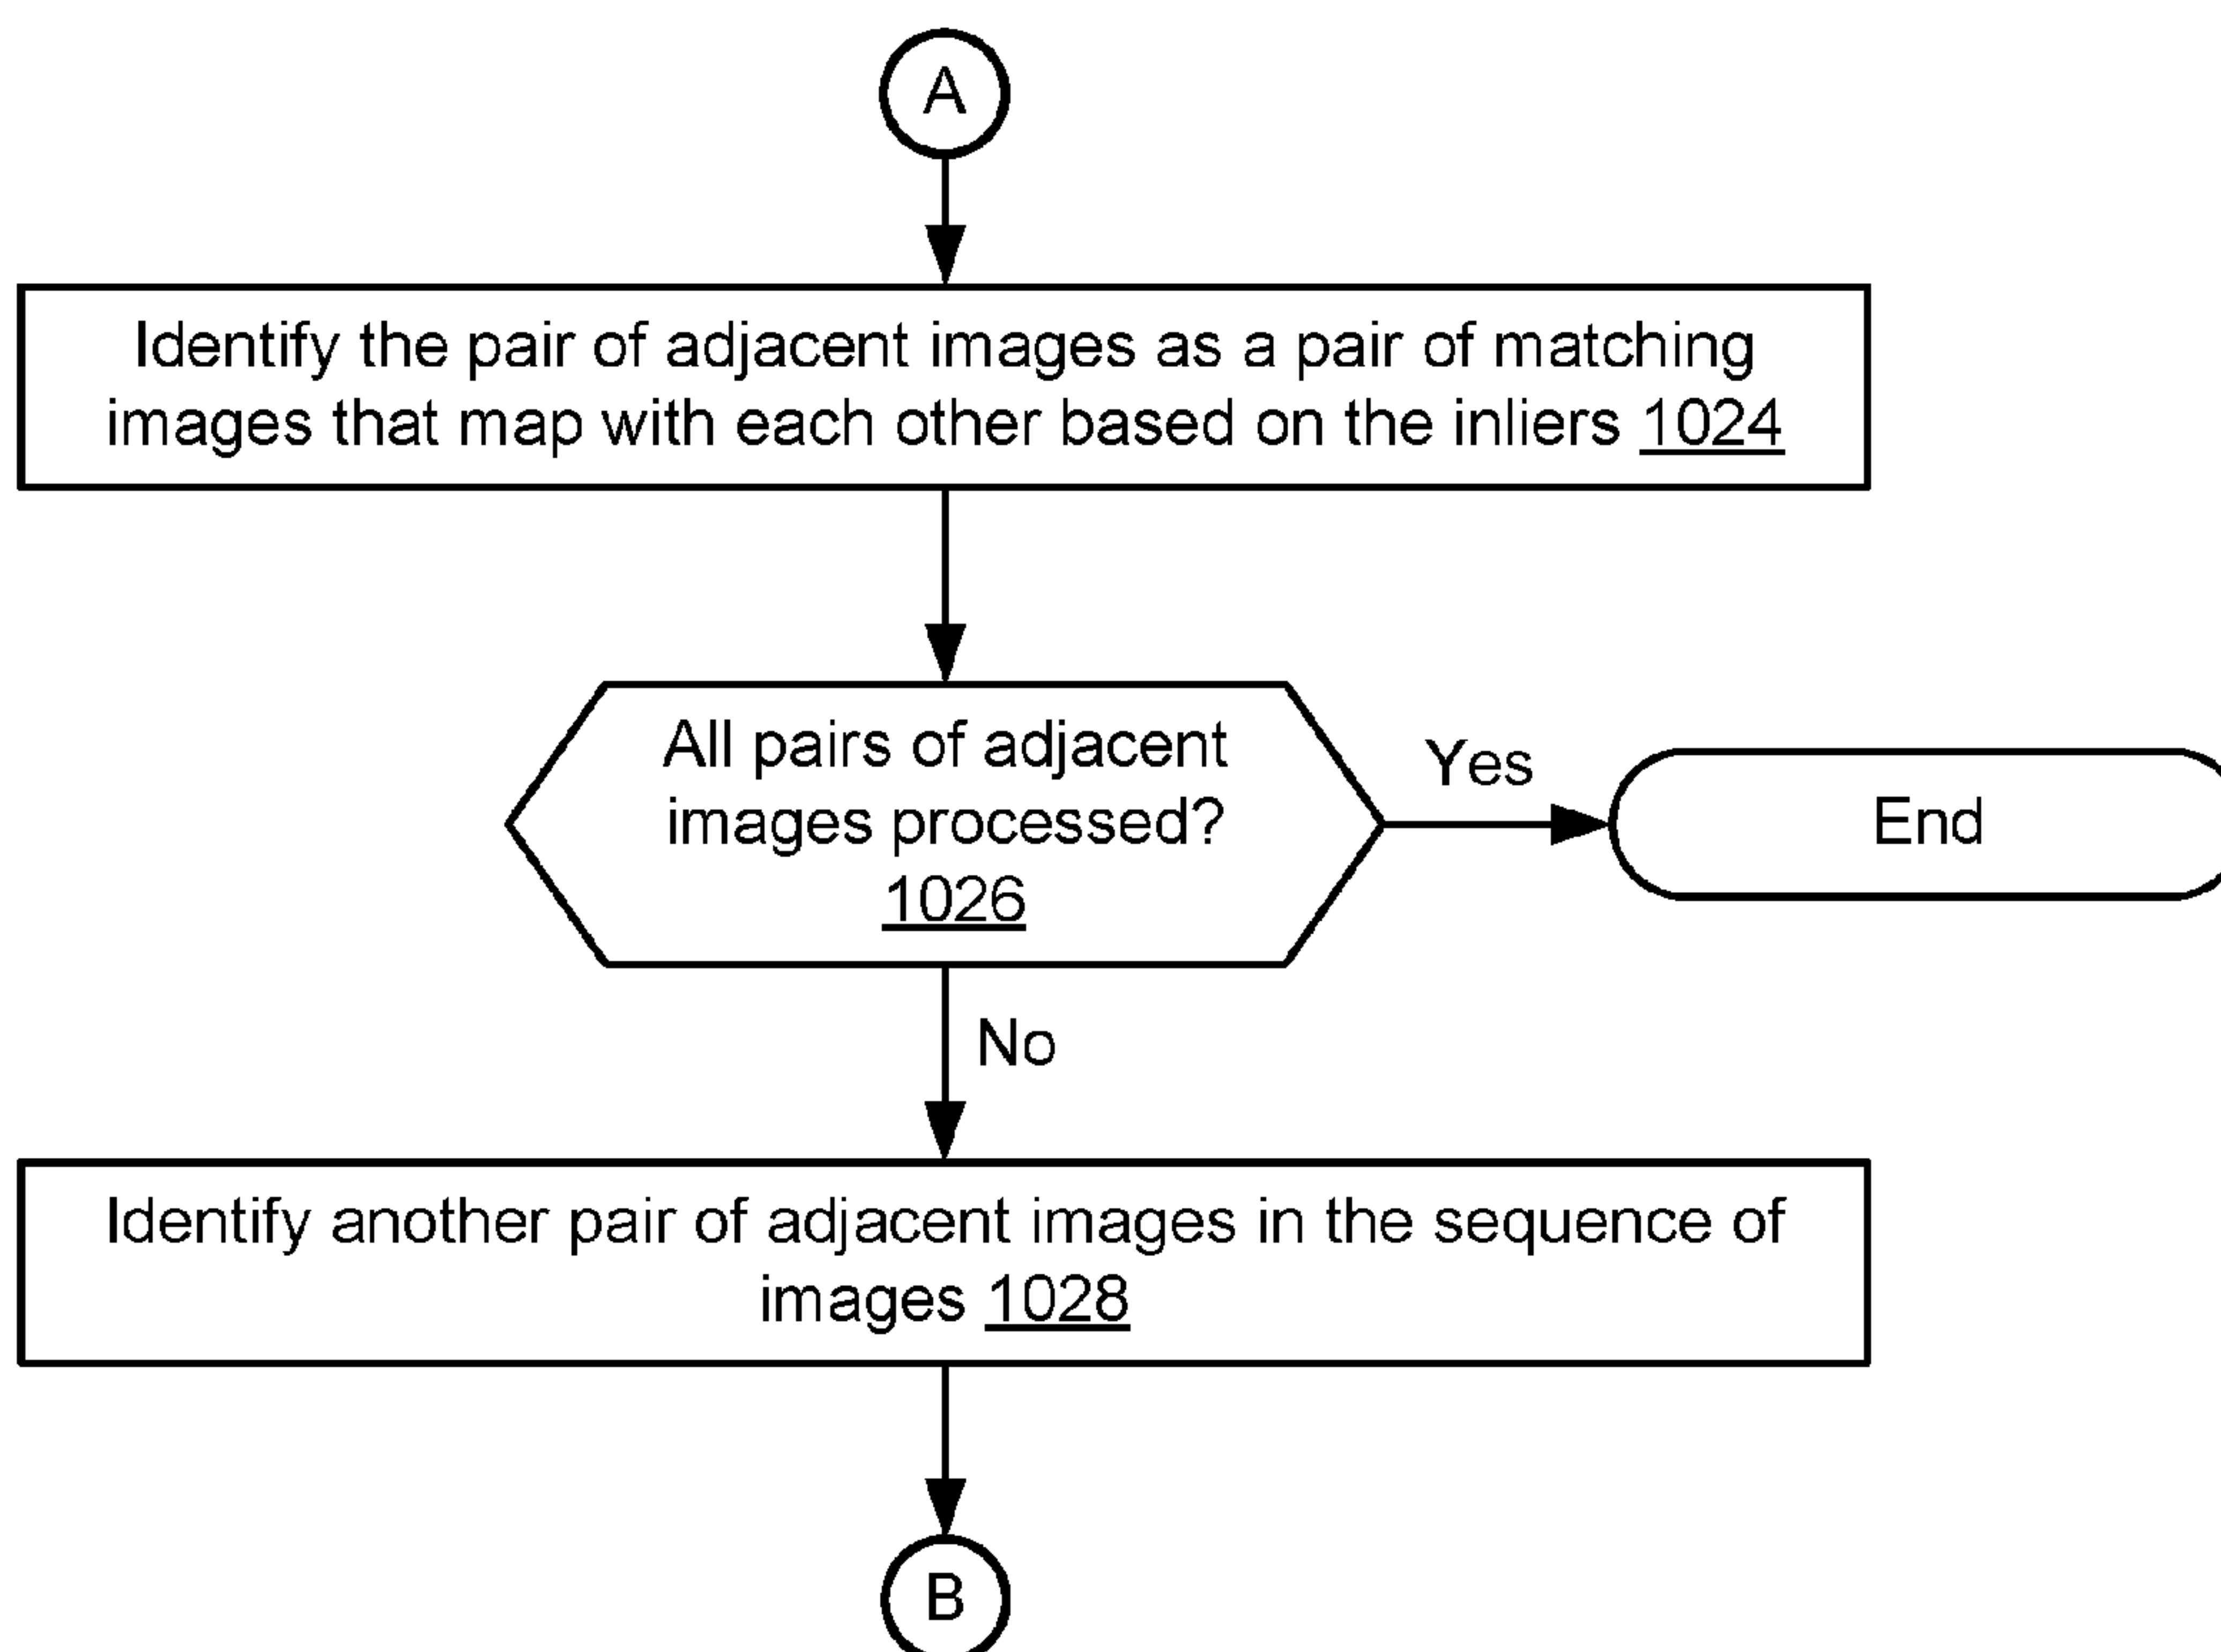 A
Identify the pair of adjacent images as a pair of matching
images that map with each other based on the inliers 1024
All pairs of adjacent
images processed?
1026
Yes
End
No
Identify another pair of adjacent images in the sequence of
images 1028
B